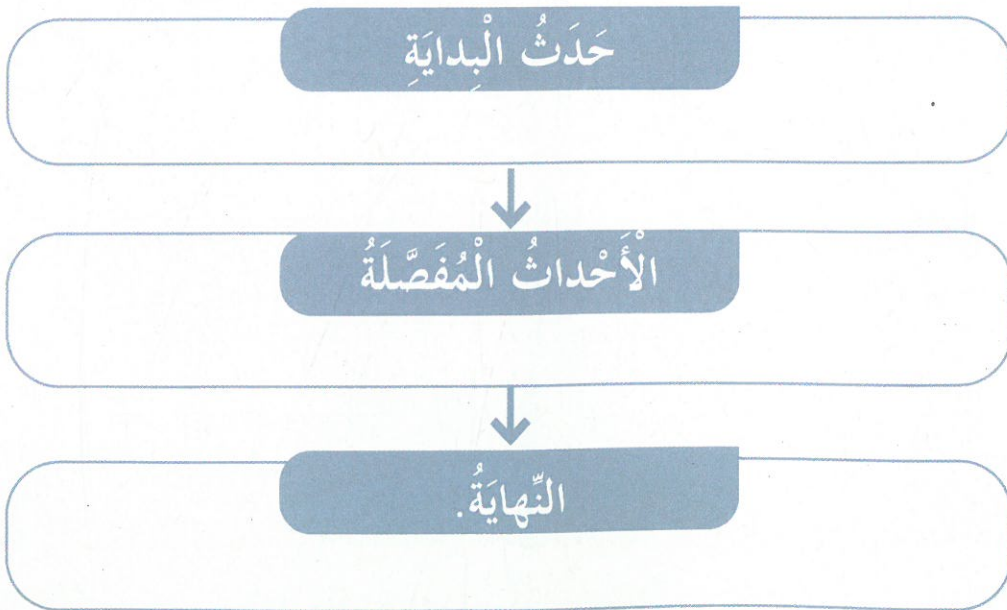 حَدَثُ الْبِدايَةِ
الْأَحْداثُ الْمُفَصَّلَةُ
النِّهايَةُ.